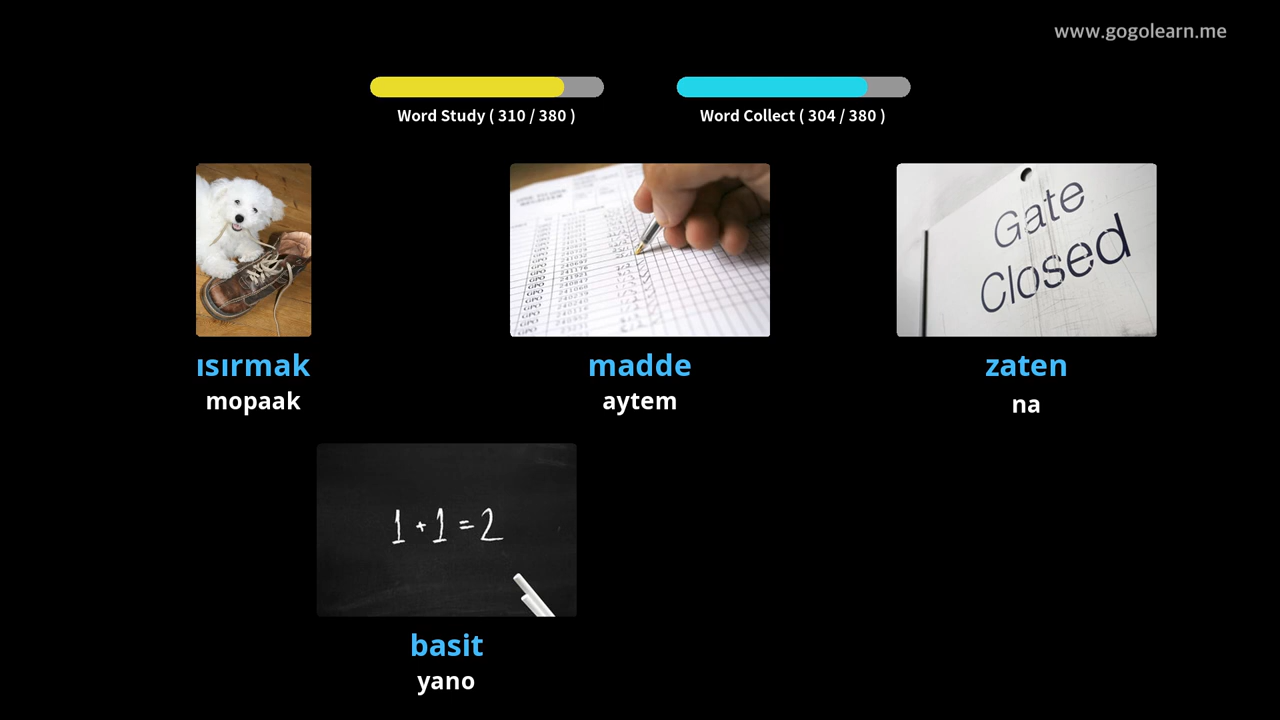 www.gogolearn.me
Word Study ( 310 / 380 )
Word Collect ( 304 / 380 )
Gate
Closed
ısırmak
madde
zaten
mopaak
aytem
na
1 + 1 = 2
basit
yano